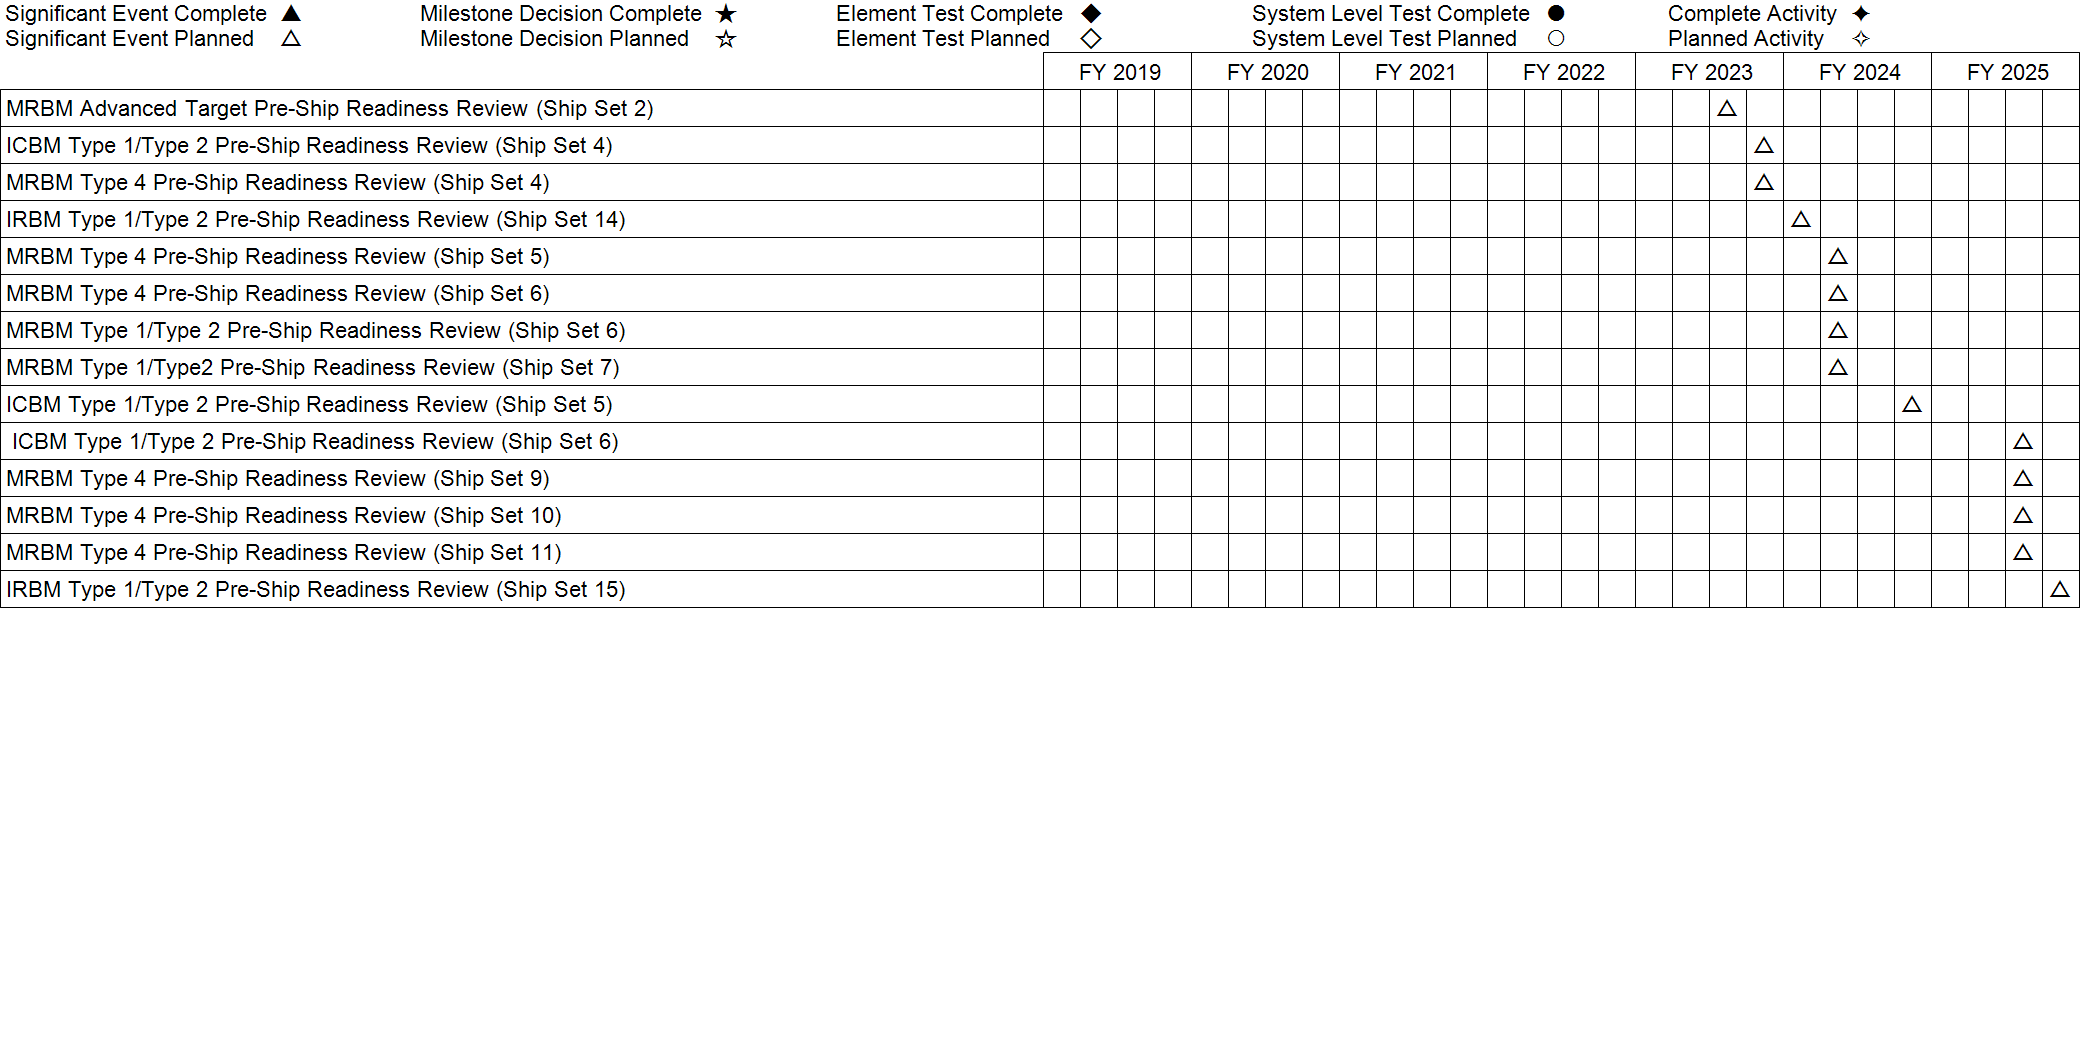 Significant Event Complete ▲ Milestone Decision Complete ★ Element Test Complete ◆ System Level Test Complete ● Complete Activity ✦
Significant Event Planned △ Milestone Decision Planned ☆ Element Test Planned ◇ System Level Test Planned ○ Planned Activity ✧
FY 2019 FY 2020 FY 2021 FY 2022 FY 2023 FY 2024 FY 2025
MRBM Advanced Target Pre-Ship Readiness Review (Ship Set 2) △
ICBM Type 1/Type 2 Pre-Ship Readiness Review (Ship Set 4) △
MRBM Type 4 Pre-Ship Readiness Review (Ship Set 4) △
IRBM Type 1/Type 2 Pre-Ship Readiness Review (Ship Set 14) △
MRBM Type 4 Pre-Ship Readiness Review (Ship Set 5) △
MRBM Type 4 Pre-Ship Readiness Review (Ship Set 6) △
MRBM Type 1/Type 2 Pre-Ship Readiness Review (Ship Set 6) △
MRBM Type 1/Type2 Pre-Ship Readiness Review (Ship Set 7) △
ICBM Type 1/Type 2 Pre-Ship Readiness Review (Ship Set 5) △
ICBM Type 1/Type 2 Pre-Ship Readiness Review (Ship Set 6) △
MRBM Type 4 Pre-Ship Readiness Review (Ship Set 9) △
MRBM Type 4 Pre-Ship Readiness Review (Ship Set 10) △
MRBM Type 4 Pre-Ship Readiness Review (Ship Set 11) △
IRBM Type 1/Type 2 Pre-Ship Readiness Review (Ship Set 15) △